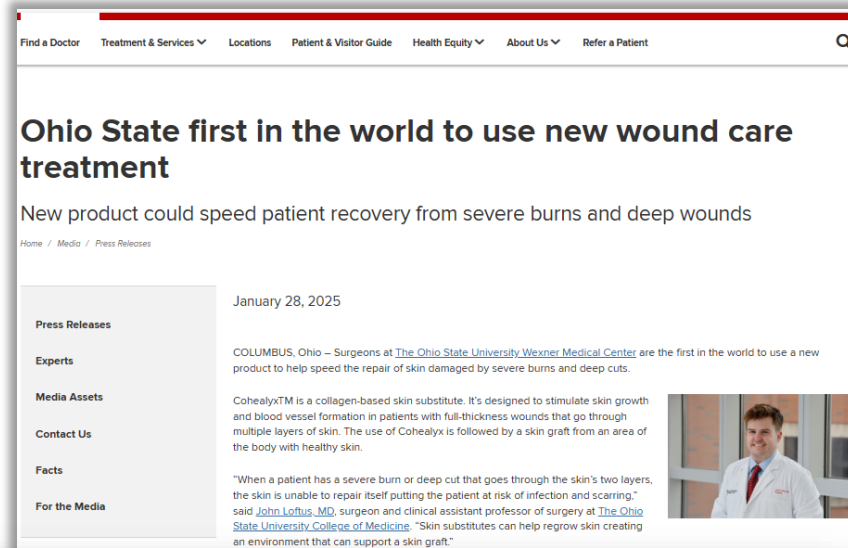 Find a Doctor Treatment & Services Locations Patient & Visitor Guide Health Equity About Us Refer a Patient
Ohio State first in the world to use new wound care
treatment
New product could speed patient recovery from severe burns and deep wounds
Home / Media / Press Releases
Press Releases
Experts
Media Assets
Contact Us
Facts
For the Media
January 28, 2025
COLUMBUS, Ohio – Surgeons at The Ohio State University Wexner Medical Center are the first in the world to use a new
product to help speed the repair of skin damaged by severe burns and deep cuts.
CohealyxTM is a collagen-based skin substitute. It's designed to stimulate skin growth
and blood vessel formation in patients with full-thickness wounds that go through
multiple layers of skin. The use of Cohealyx is followed by a skin graft from an area of
the body with healthy skin.
"When a patient has a severe burn or deep cut that goes through the skin's two layers,
the skin is unable to repair itself putting the patient at risk of infection and scarring,"
said John Loftus, MD, surgeon and clinical assistant professor of surgery at The Ohio
State University College of Medicine. "Skin substitutes can help regrow skin creating
an environment that can support a skin graft."